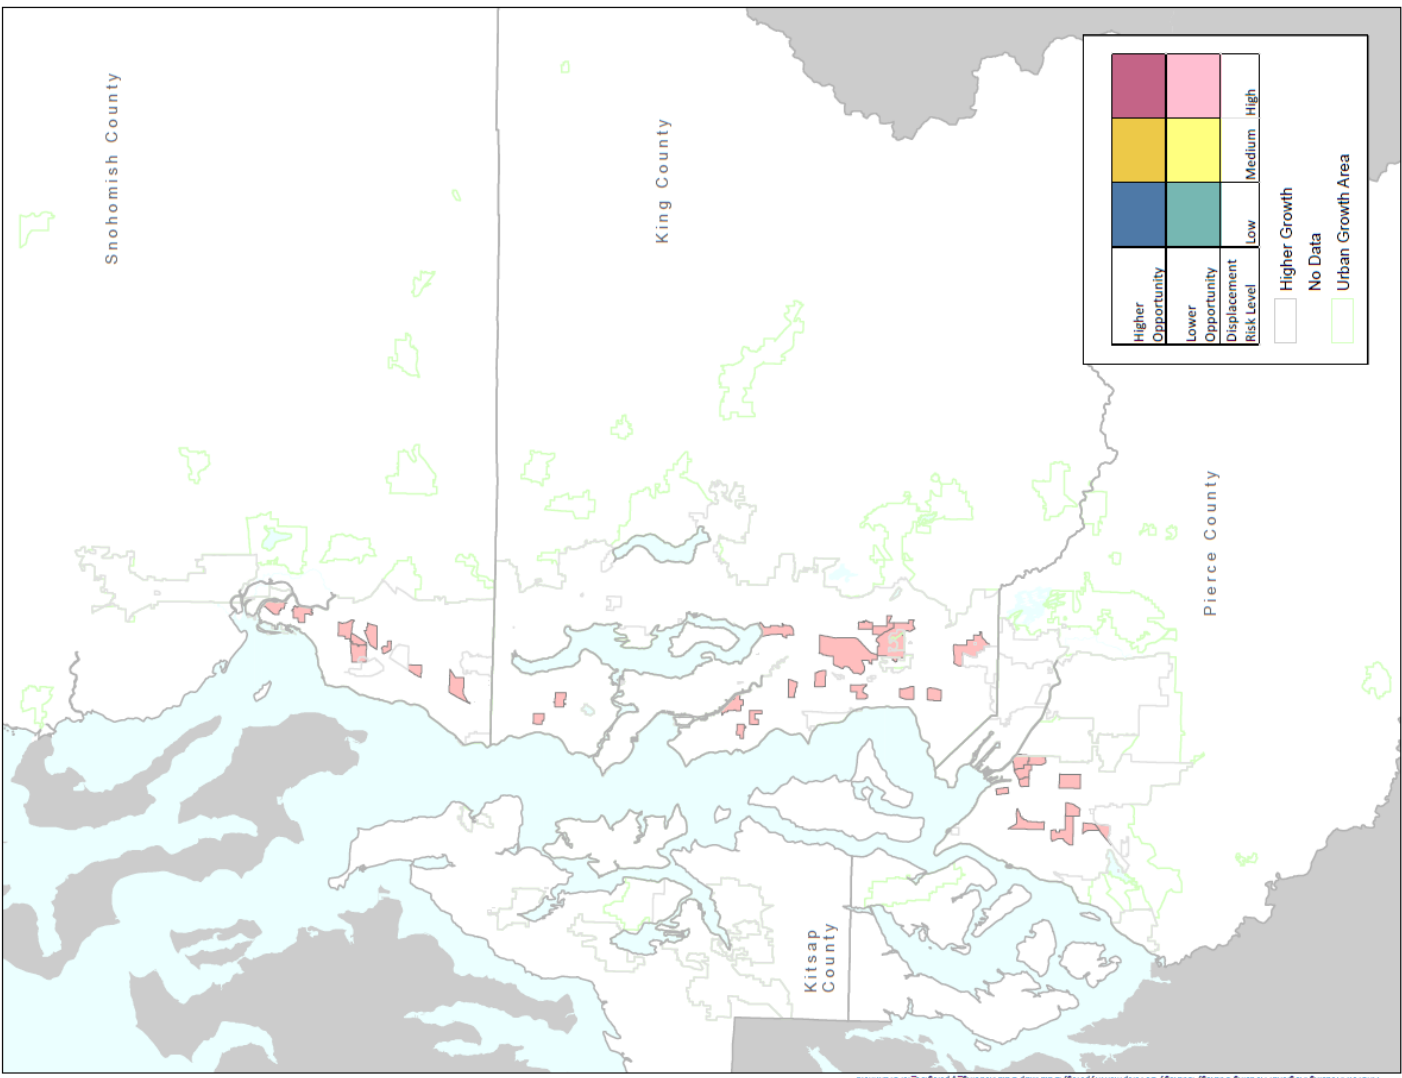 Snohomish County
King County
Pierce County
Kitsap
County
Higher
Opportunity
Lower
Opportunity
Displacement
Risk Level
Low
Medium
High
Higher Growth
No Data
Urban Growth Area